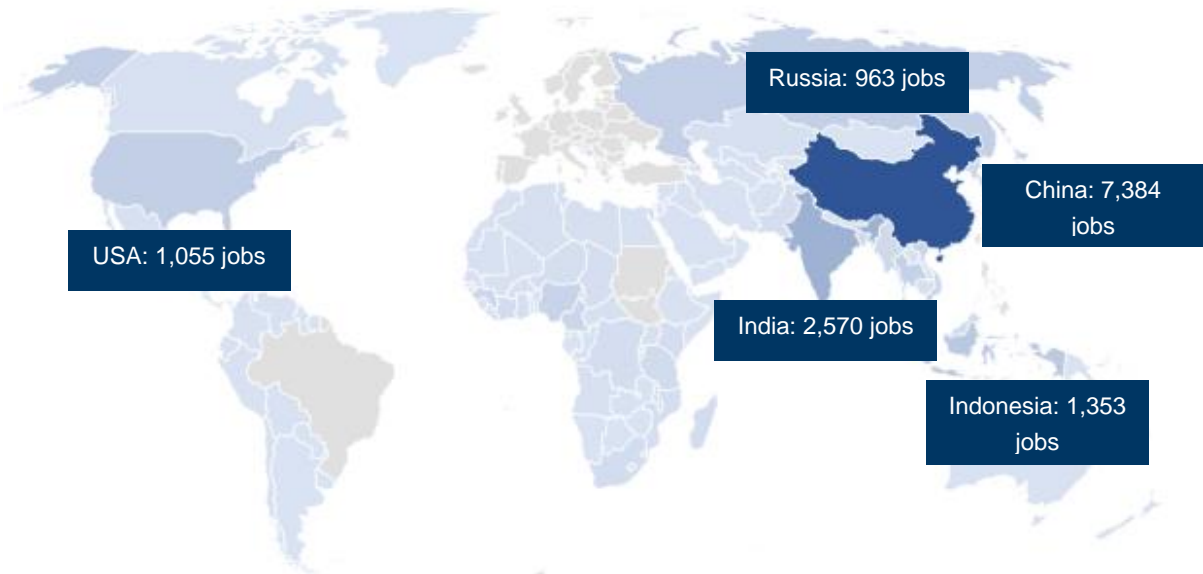 Russia: 963 jobs
China: 7,384
jobs
USA: 1,055 jobs
India: 2,570 jobs
Indonesia: 1,353
jobs